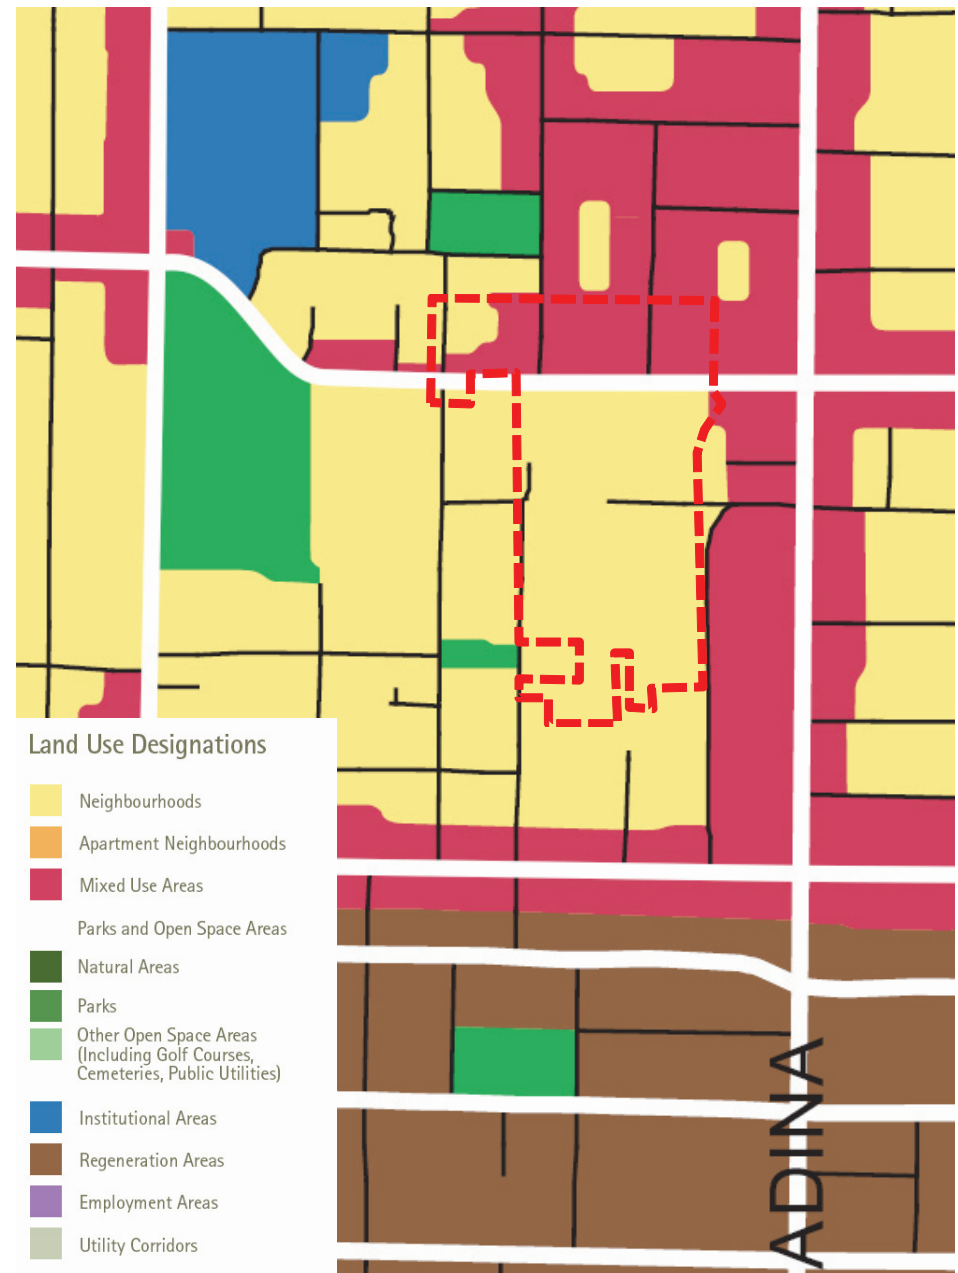 Land Use Designations
Neighbourhoods
Apartment Neighbourhoods
Mixed Use Areas
Parks and Open Space Areas
Natural Areas
Parks
Other Open Space Areas
(Including Golf Courses,
Cemeteries, Public Utilities)
Institutional Areas
Regeneration Areas
Employment Areas
Utility Corridors
ADINA